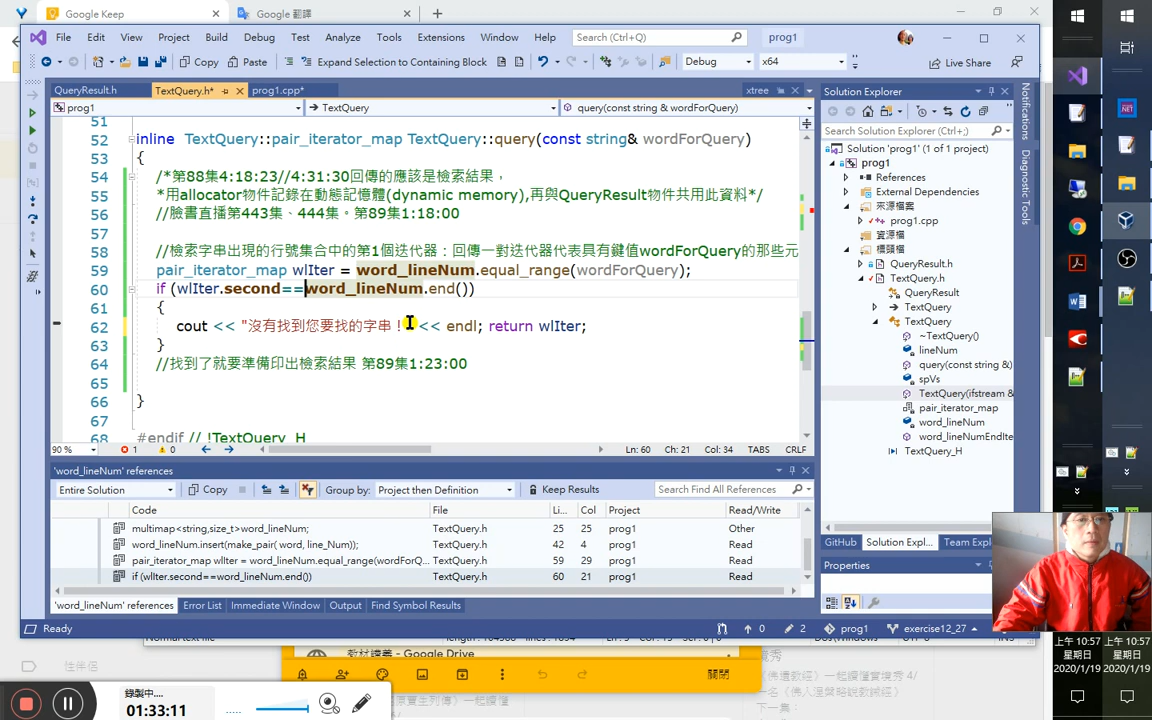 Google Keep
Google 翻譯
File Edit View Project Build Debug Test Analyze Tools Extensions Window Help
Search (Ctrl+Q)
prog1
Copy Paste
Expand Selection to Containing Block
Debug
x64
Live Share
QueryResult.h
TextQuery.h*
prog1.cpp*
xtree
prog1
TextQuery
query(const string & wordForQuery)
51
52 inline TextQuery::pair_iterator_map TextQuery::query(const string& wordForQuery)
53 {
54 /*第88集4:18:23//4:31:30回傳的應該是檢索結果，
55 *用allocator物件記錄在動態記憶體(dynamic memory),再與QueryResult物件共用此資料*/
56 //臉書直播第443集、444集。第89集1:18:00
57
58 //檢索字串出現的行號集合中的第1個迭代器：回傳一對迭代器代表具有鍵值wordForQuery的那些元
59 pair_iterator_map wlIter = word_lineNum.equal_range(wordForQuery);
60 if (wlIter.second==word_lineNum.end())
61 {
62 cout << "沒有找到您要找的字串！" << endl; return wlIter;
63 }
64 //找到了就要準備印出檢索結果 第89集1:23:00
65
66 }
67
68 #endif // !TextQuery_H
90 %
1
0
Ln: 60 Ch: 21 Col: 34 TABS CRLF
'word_lineNum' references
Entire Solution
Copy
Group by: Project then Definition
Keep Results
Search Find All References
Code File Li... Col Project Read/Write
multimap<string,size_t>word_lineNum; TextQuery.h 25 25 prog1 Other
word_lineNum.insert(make_pair( word, line_Num)); TextQuery.h 42 4 prog1 Read
pair_iterator_map wlIter = word_lineNum.equal_range(wordForQ... TextQuery.h 59 29 prog1 Read
if (wlIter.second==word_lineNum.end()) TextQuery.h 60 21 prog1 Read
'word_lineNum' references Error List Immediate Window Output Find Symbol Results
Ready
0
2
prog1
exercise12_27
Solution Explorer
Search Solution Explorer (Ctrl+;)
Solution 'prog1' (1 of 1 project)
prog1
References
External Dependencies
來源檔案
prog1.cpp
資源檔
標頭檔
QueryResult.h
TextQuery.h
QueryResult
TextQuery
TextQuery
~TextQuery()
lineNum
query(const string &)
spVs
TextQuery(ifstream &
pair_iterator_map
word_lineNum
word_lineNumEndIte
TextQuery_H
GitHub
Solution Expl...
Team Expl
Properties
Notifications
Diagnostic Tools
教材講義 - Google Drive
性伴侶
關閉
下一集：
錄製中...
01:33:11
上午 10:57
星期日
2020/1/19
上午 10:57
星期日
2020/1/19